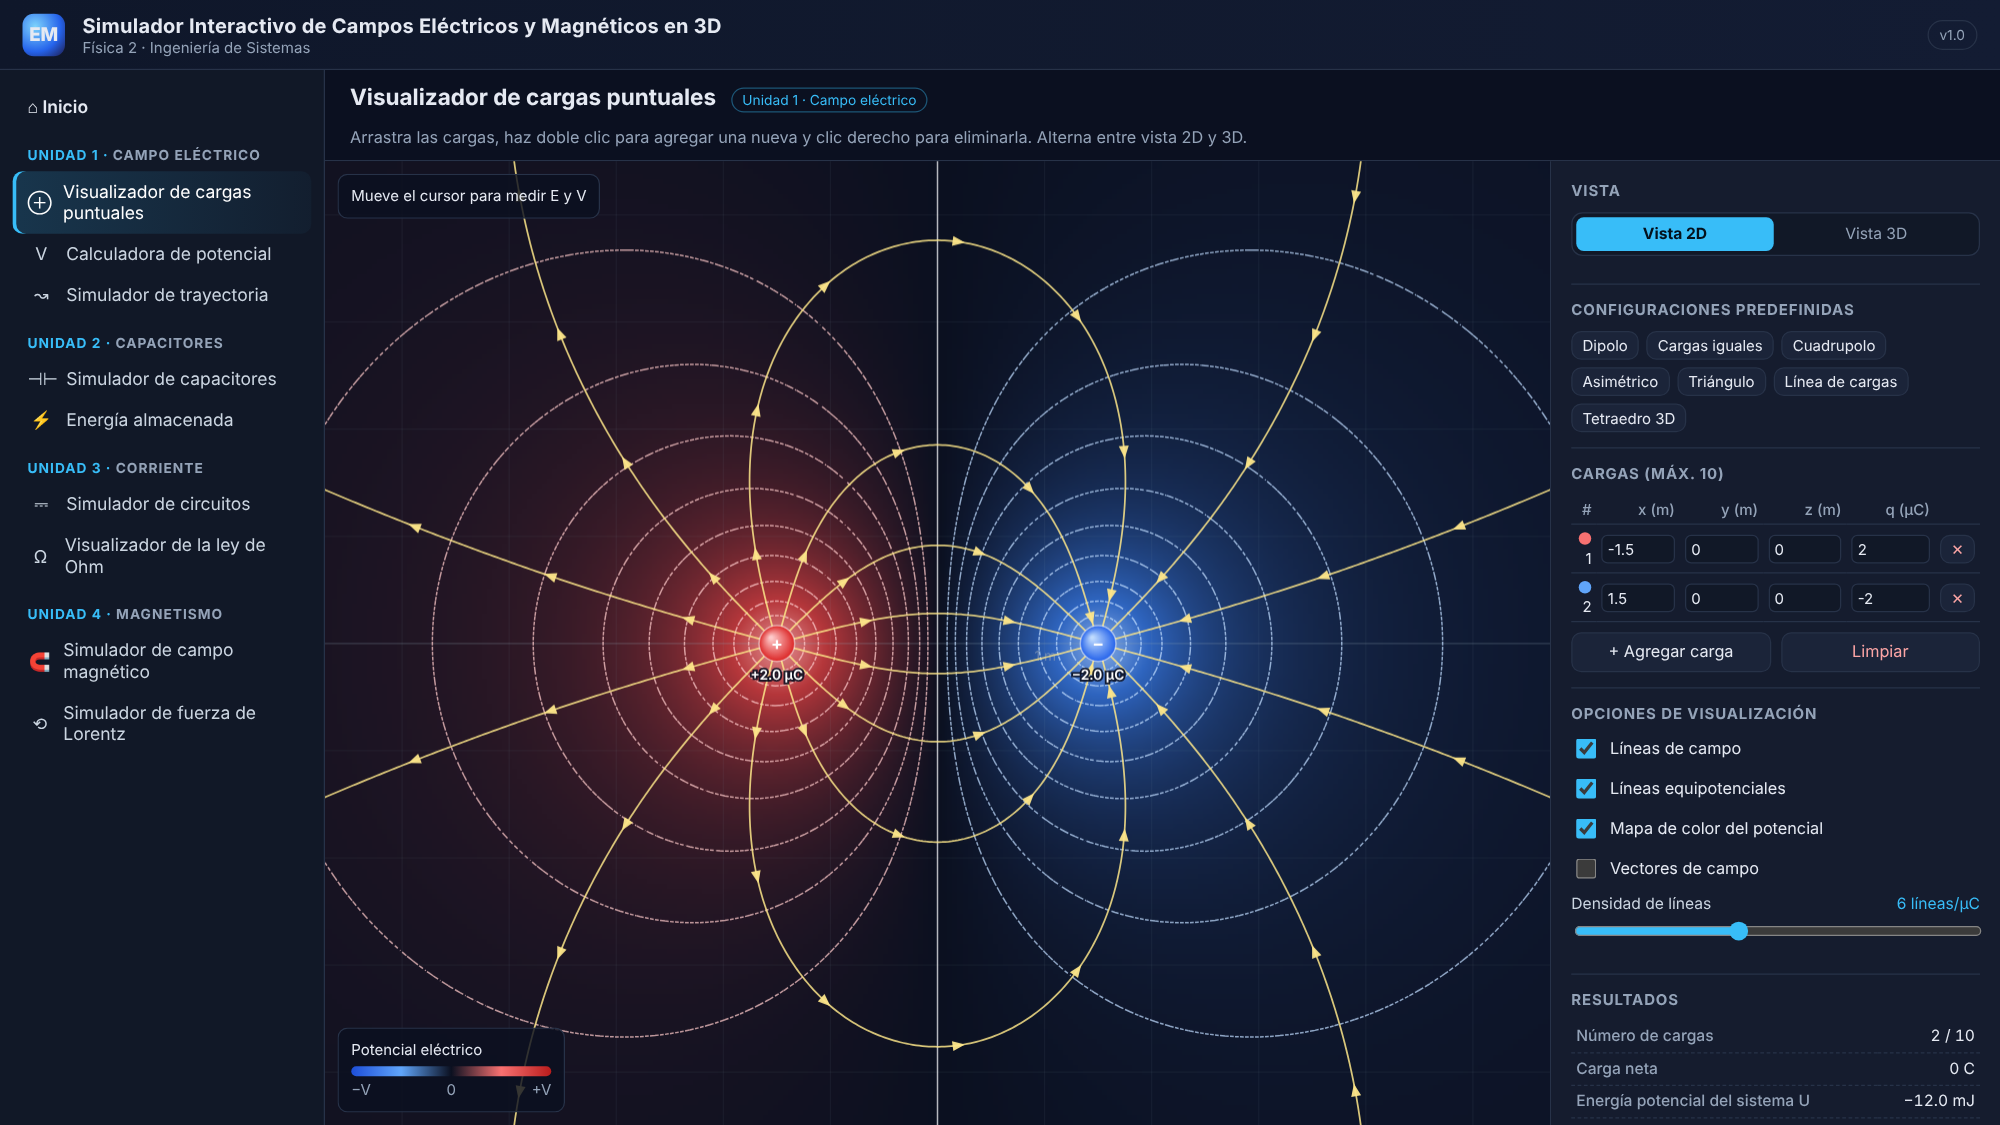 EM
Simulador Interactivo de Campos Eléctricos y Magnéticos en 3D
Física 2 · Ingeniería de Sistemas
v1.0
⌂ Inicio
UNIDAD 1 · CAMPO ELÉCTRICO
Visualizador de cargas
puntuales
V Calculadora de potencial
Simulador de trayectoria
UNIDAD 2 · CAPACITORES
Simulador de capacitores
⚡ Energía almacenada
UNIDAD 3 · CORRIENTE
Simulador de circuitos
Ω Visualizador de la ley de
Ohm
UNIDAD 4 · MAGNETISMO
Simulador de campo
magnético
Simulador de fuerza de
Lorentz
Visualizador de cargas puntuales
Unidad 1 · Campo eléctrico
Arrastra las cargas, haz doble clic para agregar una nueva y clic derecho para eliminarla. Alterna entre vista 2D y 3D.
Mueve el cursor para medir E y V
+
+2.0 µC
−
−2.0 µC
Potencial eléctrico
−V 0 +V
VISTA
Vista 2D Vista 3D
CONFIGURACIONES PREDEFINIDAS
Dipolo Cargas iguales Cuadrupolo
Asimétrico Triángulo Línea de cargas
Tetraedro 3D
CARGAS (MÁX. 10)
# x (m) y (m) z (m) q (µC)
1 -1.5 0 0 2 ✕
2 1.5 0 0 -2 ✕
+ Agregar carga Limpiar
OPCIONES DE VISUALIZACIÓN
Líneas de campo
Líneas equipotenciales
Mapa de color del potencial
Vectores de campo
Densidad de líneas 6 líneas/µC
RESULTADOS
Número de cargas 2 / 10
Carga neta 0 C
Energía potencial del sistema U −12.0 mJ